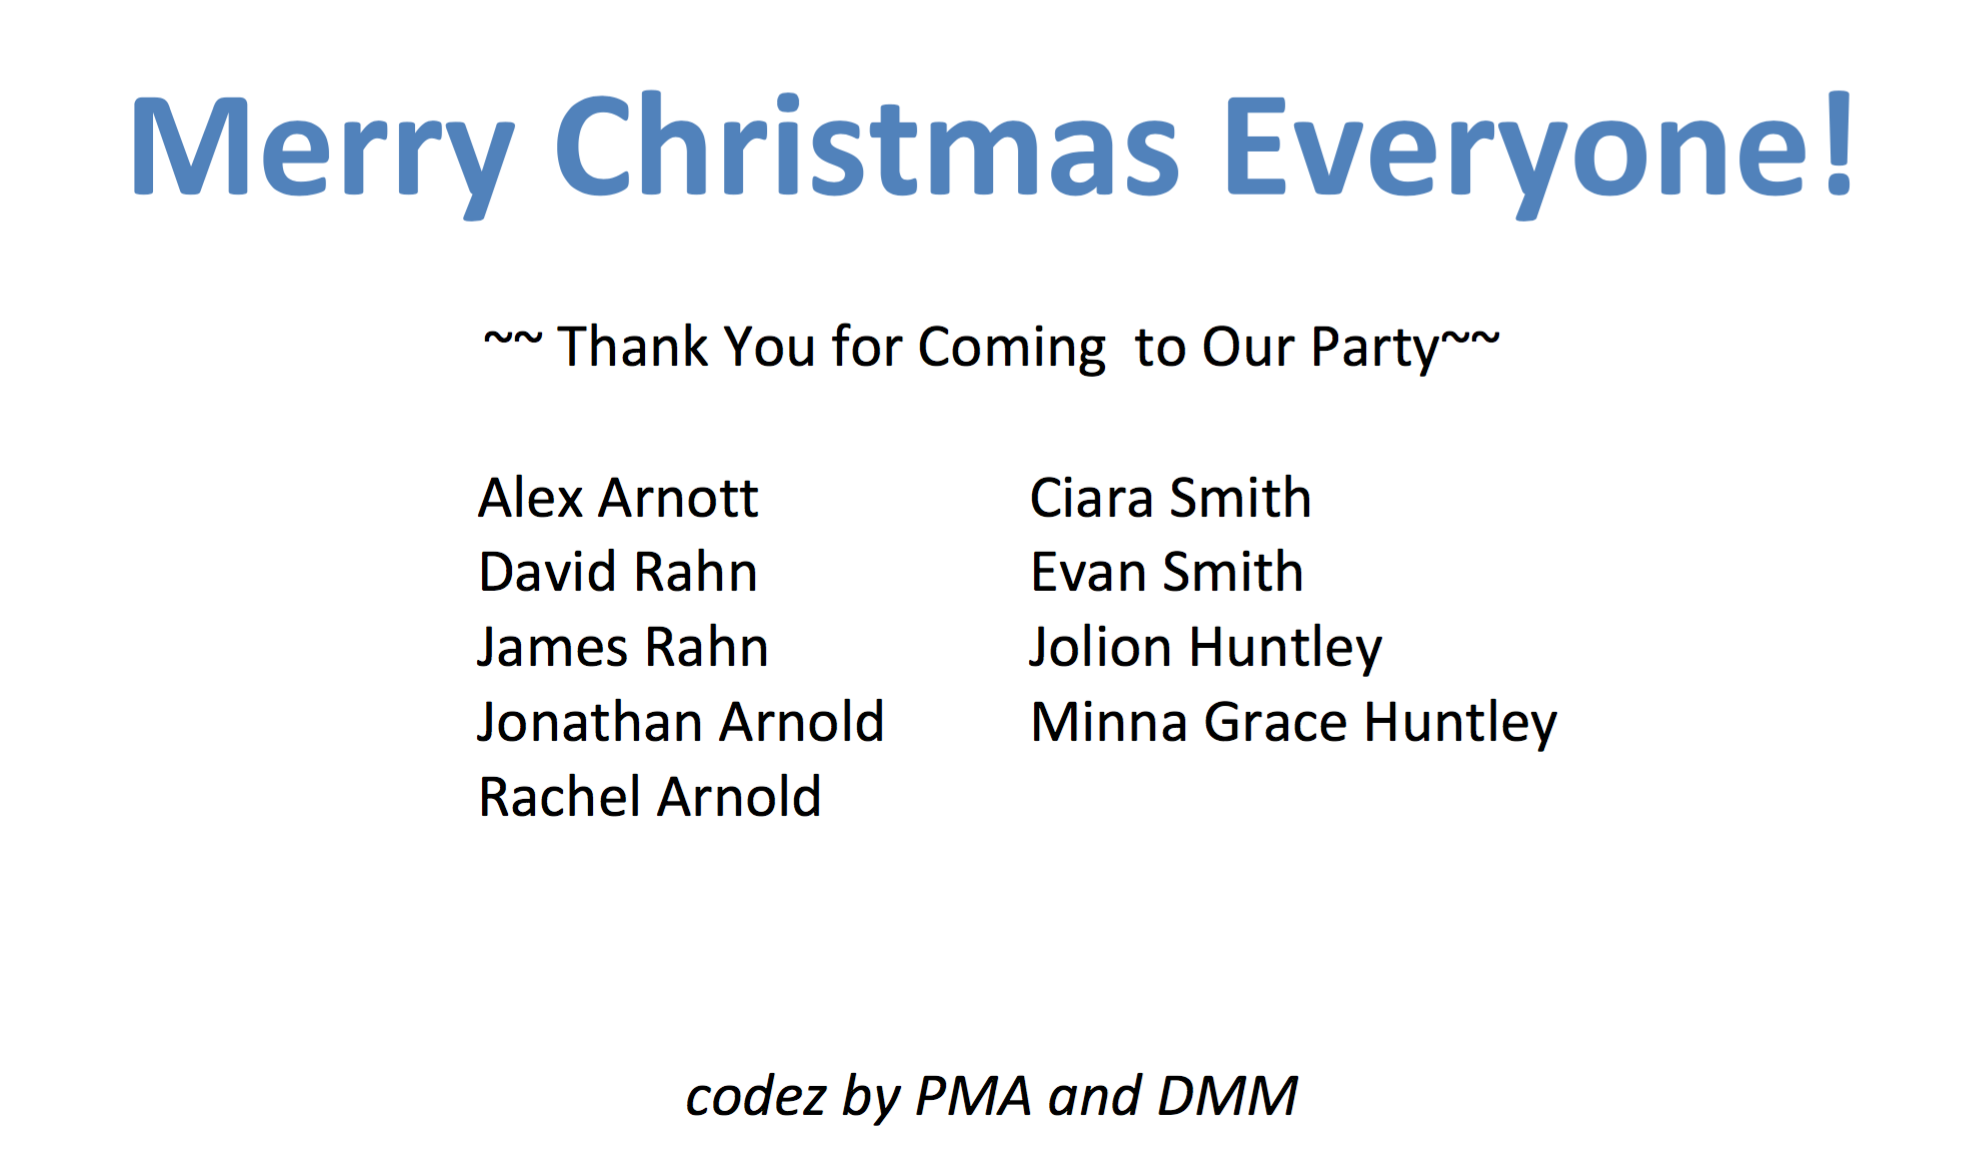 Merry Christmas Everyone!
~~ Thank You for Coming  to Our Party~~
Alex Arnott
David Rahn
James Rahn
Jonathan Arnold
Rachel Arnold
Ciara Smith
Evan Smith
Jolion Huntley
Minna Grace Huntley
codez by PMA and DMM